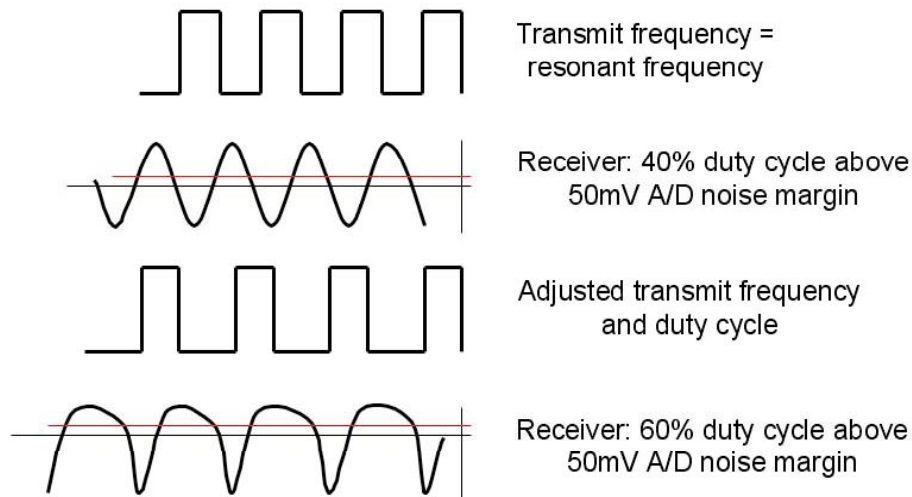 Transmit frequency =
resonant frequency
Receiver: 40% duty cycle above
50mV A/D noise margin
Adjusted transmit frequency
and duty cycle
Receiver: 60% duty cycle above
50mV A/D noise margin